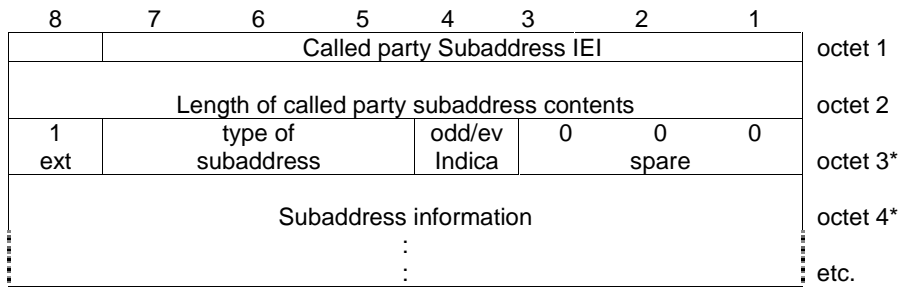 8 7 6 5 4 3 2 1
Called party Subaddress IEI octet 1
Length of called party subaddress contents octet 2
1 type of odd/ev 0 0 0
ext subaddress Indica spare octet 3*
Subaddress information octet 4*
:
: etc.